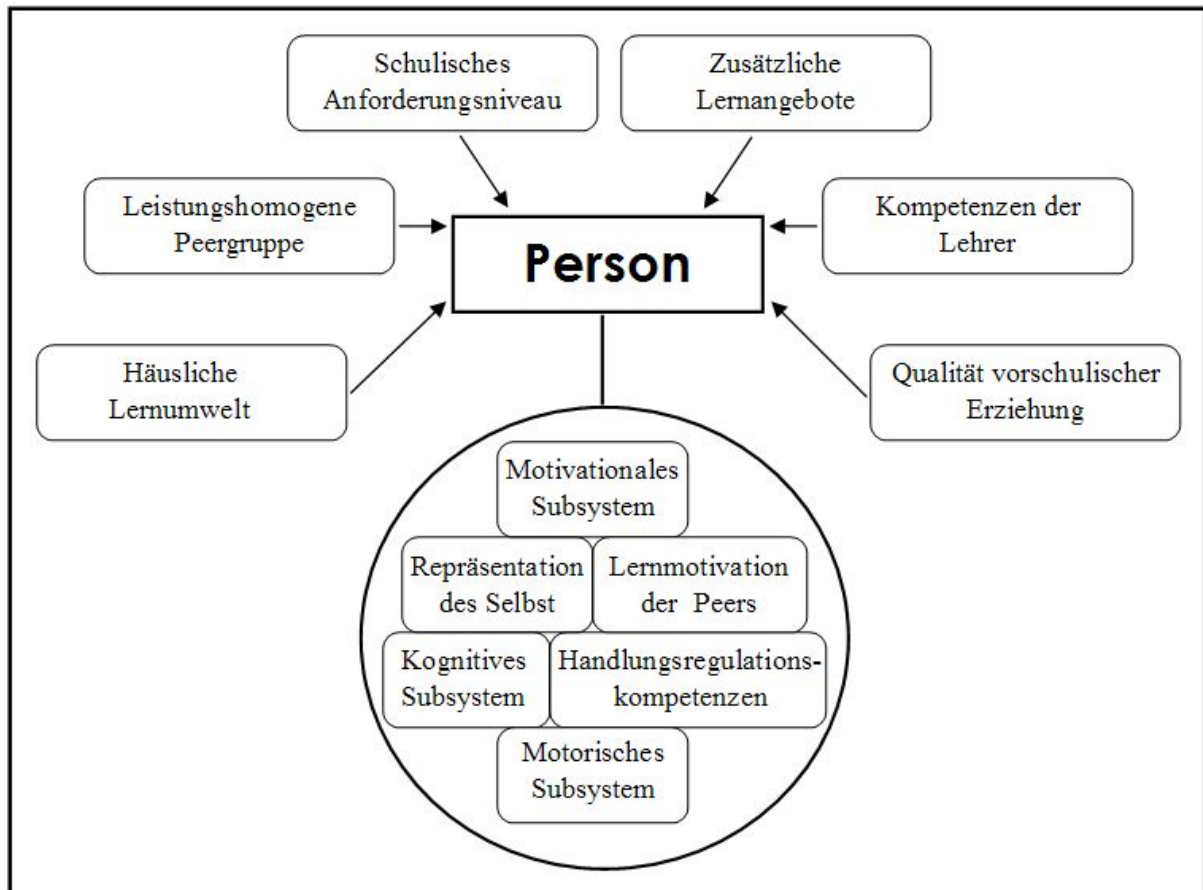 Schulisches
Anforderungsniveau
Zusätzliche
Lernangebote
Leistungshomogene
Peergruppe
Person
Kompetenzen der
Lehrer
Häusliche
Lernumwelt
Qualität vorschulischer
Erziehung
Motivationales
Subsystem
Repräsentation
des Selbst
Lernmotivation
der Peers
Kognitives
Subsystem
Handlungsregulations-
kompetenzen
Motorisches
Subsystem